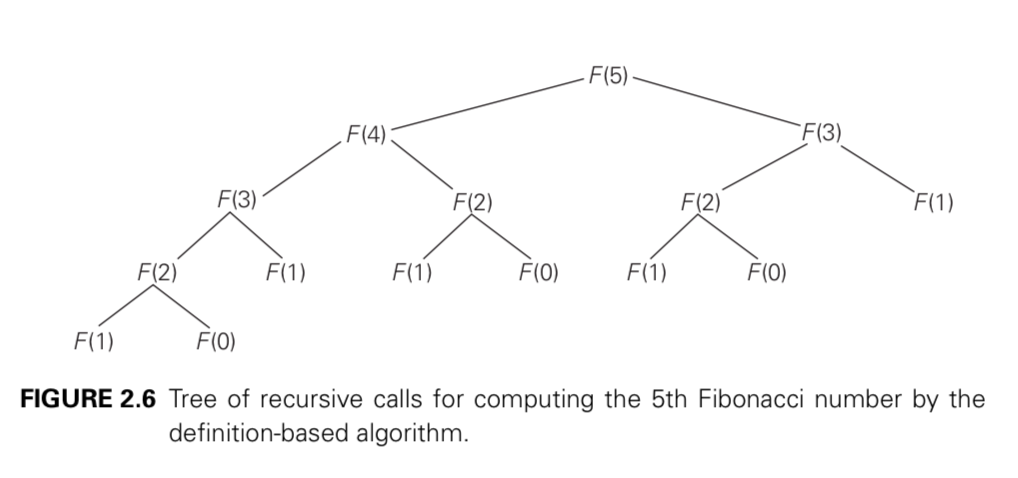 F(5)
F(4) F(3)
F(3) F(2) F(2) F(1)
F(2) F(1) F(1) F(0) F(1) F(0)
F(1) F(0)
FIGURE 2.6 Tree of recursive calls for computing the 5th Fibonacci number by the
definition-based algorithm.